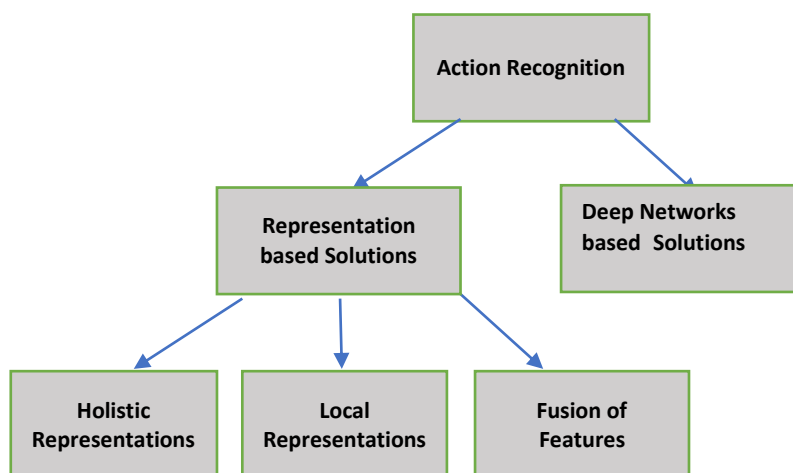 Action Recognition
Representation
based Solutions
Deep Networks
based Solutions
Holistic
Representations
Local
Representations
Fusion of
Features